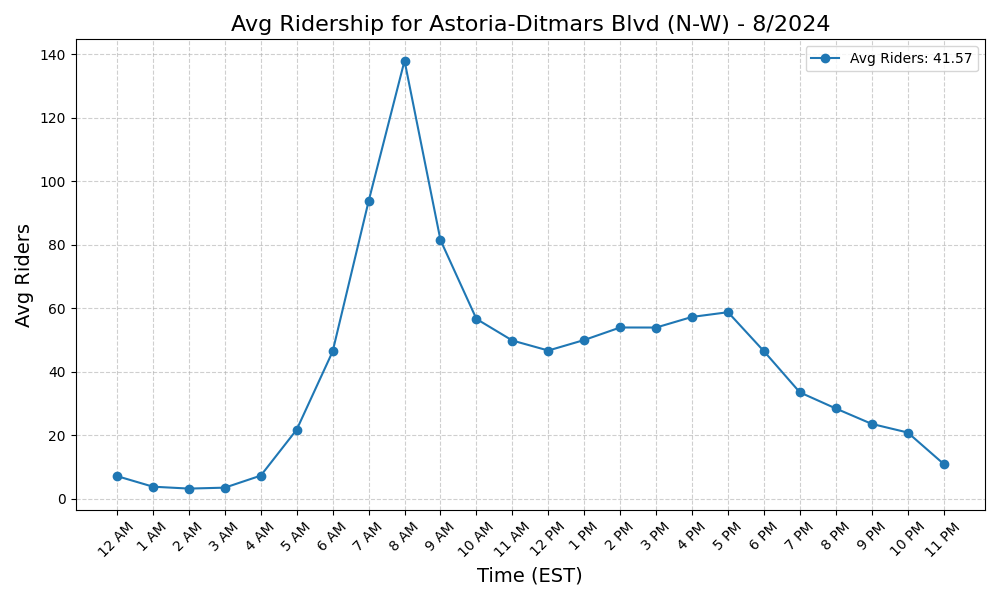 Avg Ridership for Astoria-Ditmars Blvd (N-W) - 8/2024
Avg Riders: 41.57
Avg Riders
140
120
100
80
60
40
20
0
12 AM
1 AM
2 AM
3 AM
4 AM
5 AM
6 AM
7 AM
8 AM
9 AM
10 AM
11 AM
12 PM
1 PM
2 PM
3 PM
4 PM
5 PM
6 PM
7 PM
8 PM
9 PM
10 PM
11 PM
Time (EST)